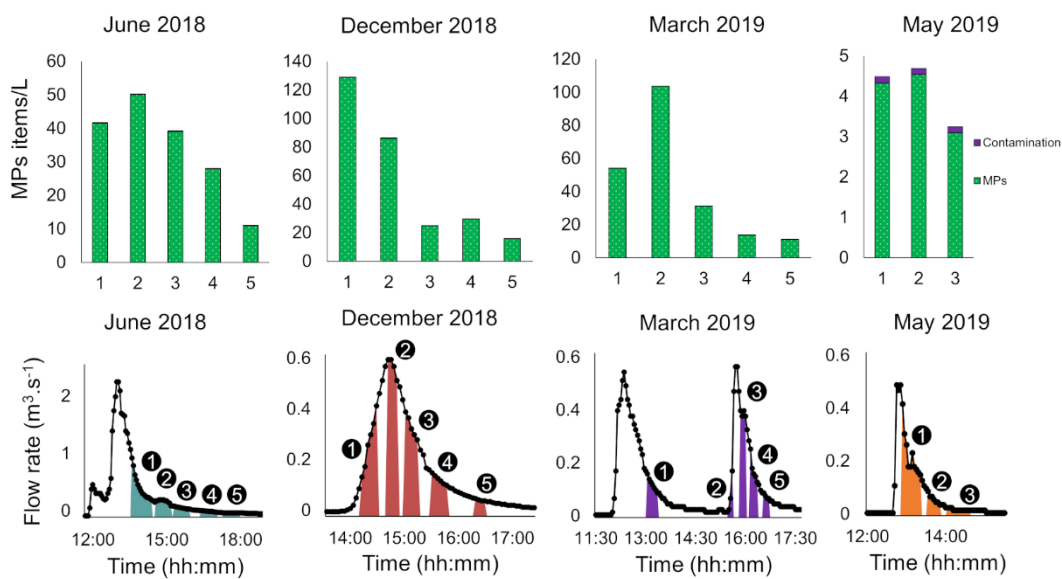 June 2018
December 2018
March 2019
May 2019
MPs items/L
60
50
40
30
20
10
0
1 2 3 4 5
140
120
100
80
60
40
20
0
1 2 3 4 5
120
100
80
60
40
20
0
1 2 3 4 5
5
4
3
2
1
0
1 2 3
Contamination
MPs
June 2018
December 2018
March 2019
May 2019
Flow rate (m³.s⁻¹)
2
1
0
1 2 3 4 5
12:00 15:00 18:00
Time (hh:mm)
0.6
0.4
0.2
0
1 2 3 4 5
14:00 15:00 16:00 17:00
Time (hh:mm)
0.6
0.4
0.2
0
1 2 3 4 5
11:30 13:00 14:30 16:00 17:30
Time (hh:mm)
0.6
0.4
0.2
0
1 2 3
12:00 14:00
Time (hh:mm)